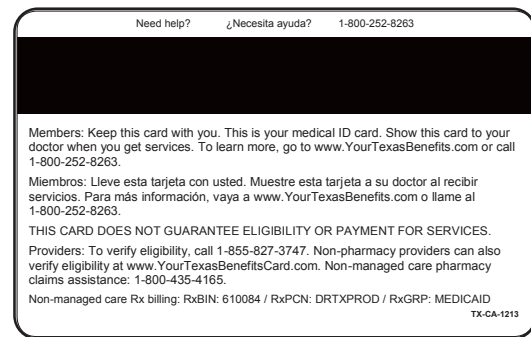 Need help? ¿Necesita ayuda? 1-800-252-8263
Members: Keep this card with you. This is your medical ID card. Show this card to your
doctor when you get services. To learn more, go to www.YourTexasBenefits.com or call
1-800-252-8263.
Miembros: Lleve esta tarjeta con usted. Muestre esta tarjeta a su doctor al recibir
servicios. Para más información, vaya a www.YourTexasBenefits.com o llame al
1-800-252-8263.
THIS CARD DOES NOT GUARANTEE ELIGIBILITY OR PAYMENT FOR SERVICES.
Providers: To verify eligibility, call 1-855-827-3747. Non-pharmacy providers can also
verify eligibility at www.YourTexasBenefitsCard.com. Non-managed care pharmacy
claims assistance: 1-800-435-4165.
Non-managed care Rx billing: RxBIN: 610084 / RxPCN: DRTXPROD / RxGRP: MEDICAID
TX-CA-1213